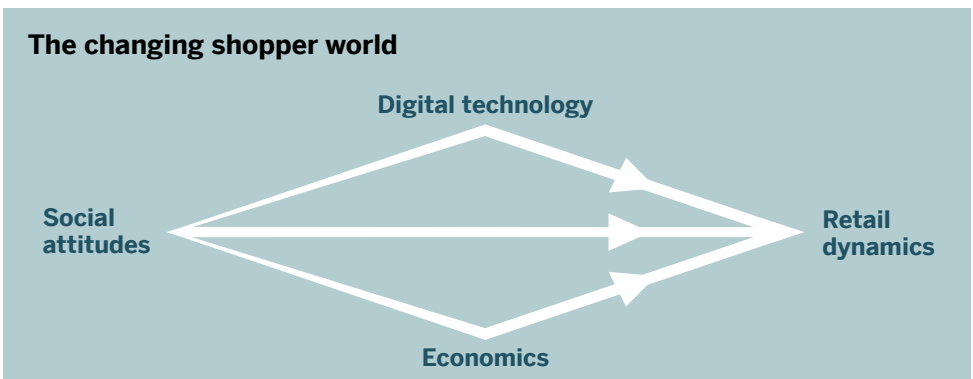 The changing shopper world
Digital technology
Social
attitudes
Retail
dynamics
Economics